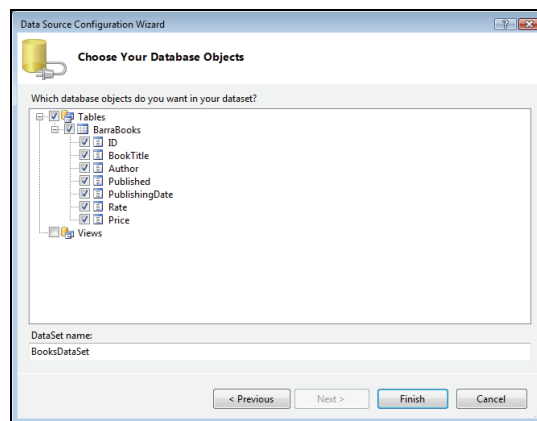 Data Source Configuration Wizard
Choose Your Database Objects
Which database objects do you want in your dataset?
Tables
BarraBooks
ID
BookTitle
Author
Published
PublishingDate
Rate
Price
Views
DataSet name:
BooksDataSet
< Previous Next > Finish Cancel